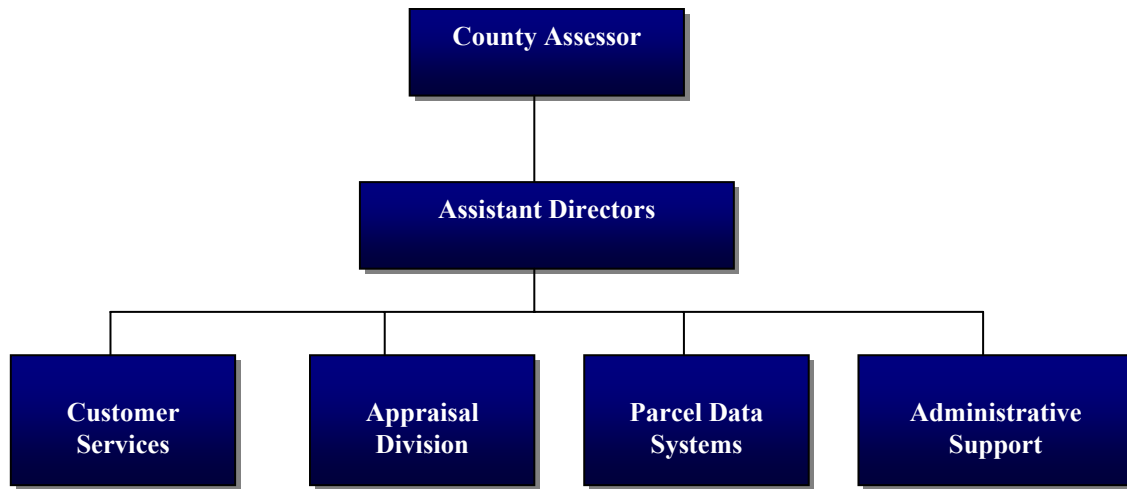 County Assessor
Assistant Directors
Customer
Services
Appraisal
Division
Parcel Data
Systems
Administrative
Support